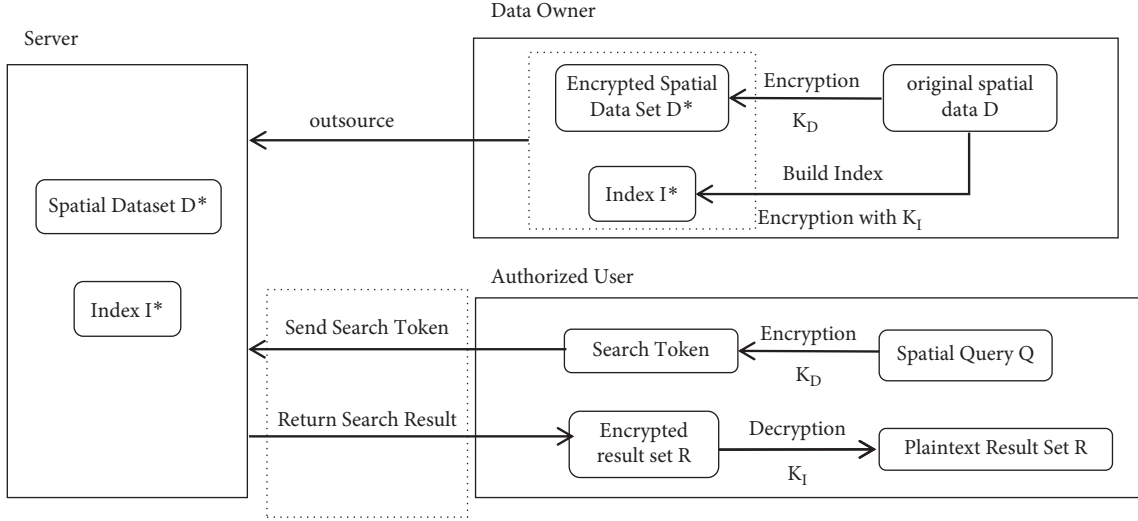 Data Owner
Server
Encrypted Spatial
Data Set D*
Encryption
K_D
original spatial
data D
outsource
Build Index
Index I*
Encryption with K_I
Spatial Dataset D*
Index I*
Authorized User
Send Search Token
Search Token
Encryption
K_D
Spatial Query Q
Return Search Result
Encrypted
result set R
Decryption
K_I
Plaintext Result Set R